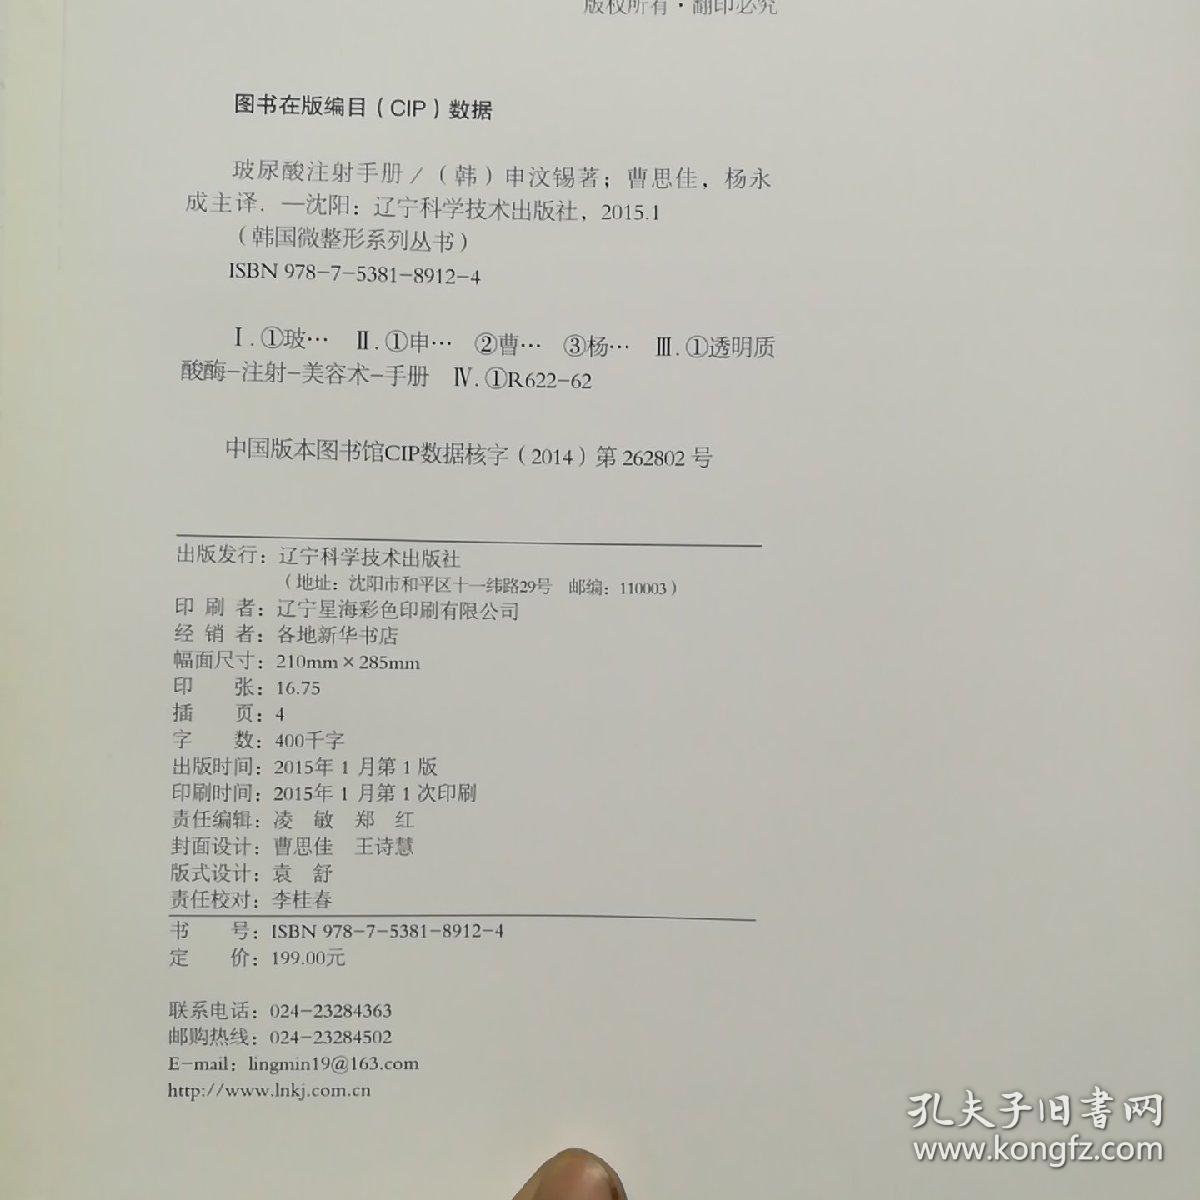 版权所有·翻印必究
图书在版编目（CIP）数据
玻尿酸注射手册／（韩）申汶锡著；曹思佳，杨永
成主译．—沈阳：辽宁科学技术出版社，2015.1
（韩国微整形系列丛书）
ISBN 978-7-5381-8912-4
Ⅰ．①玻… Ⅱ．①申… ②曹… ③杨… Ⅲ．①透明质
酸酶-注射-美容术-手册 Ⅳ．①R622-62
中国版本图书馆CIP数据核字（2014）第 262802 号
出版发行：辽宁科学技术出版社
（地址：沈阳市和平区十一纬路29号 邮编：110003）
印 刷 者：辽宁星海彩色印刷有限公司
经 销 者：各地新华书店
幅面尺寸：210mm×285mm
印 张：16.75
插 页：4
字 数：400千字
出版时间：2015年 1 月第 1 版
印刷时间：2015年 1 月第 1 次印刷
责任编辑：凌 敏 郑 红
封面设计：曹思佳 王诗慧
版式设计：袁 舒
责任校对：李桂春
书 号：ISBN 978-7-5381-8912-4
定 价：199.00元
联系电话：024-23284363
邮购热线：024-23284502
E-mail：lingmin19@163.com
http://www.lnkj.com.cn
孔夫子旧书网
www.kongfz.com